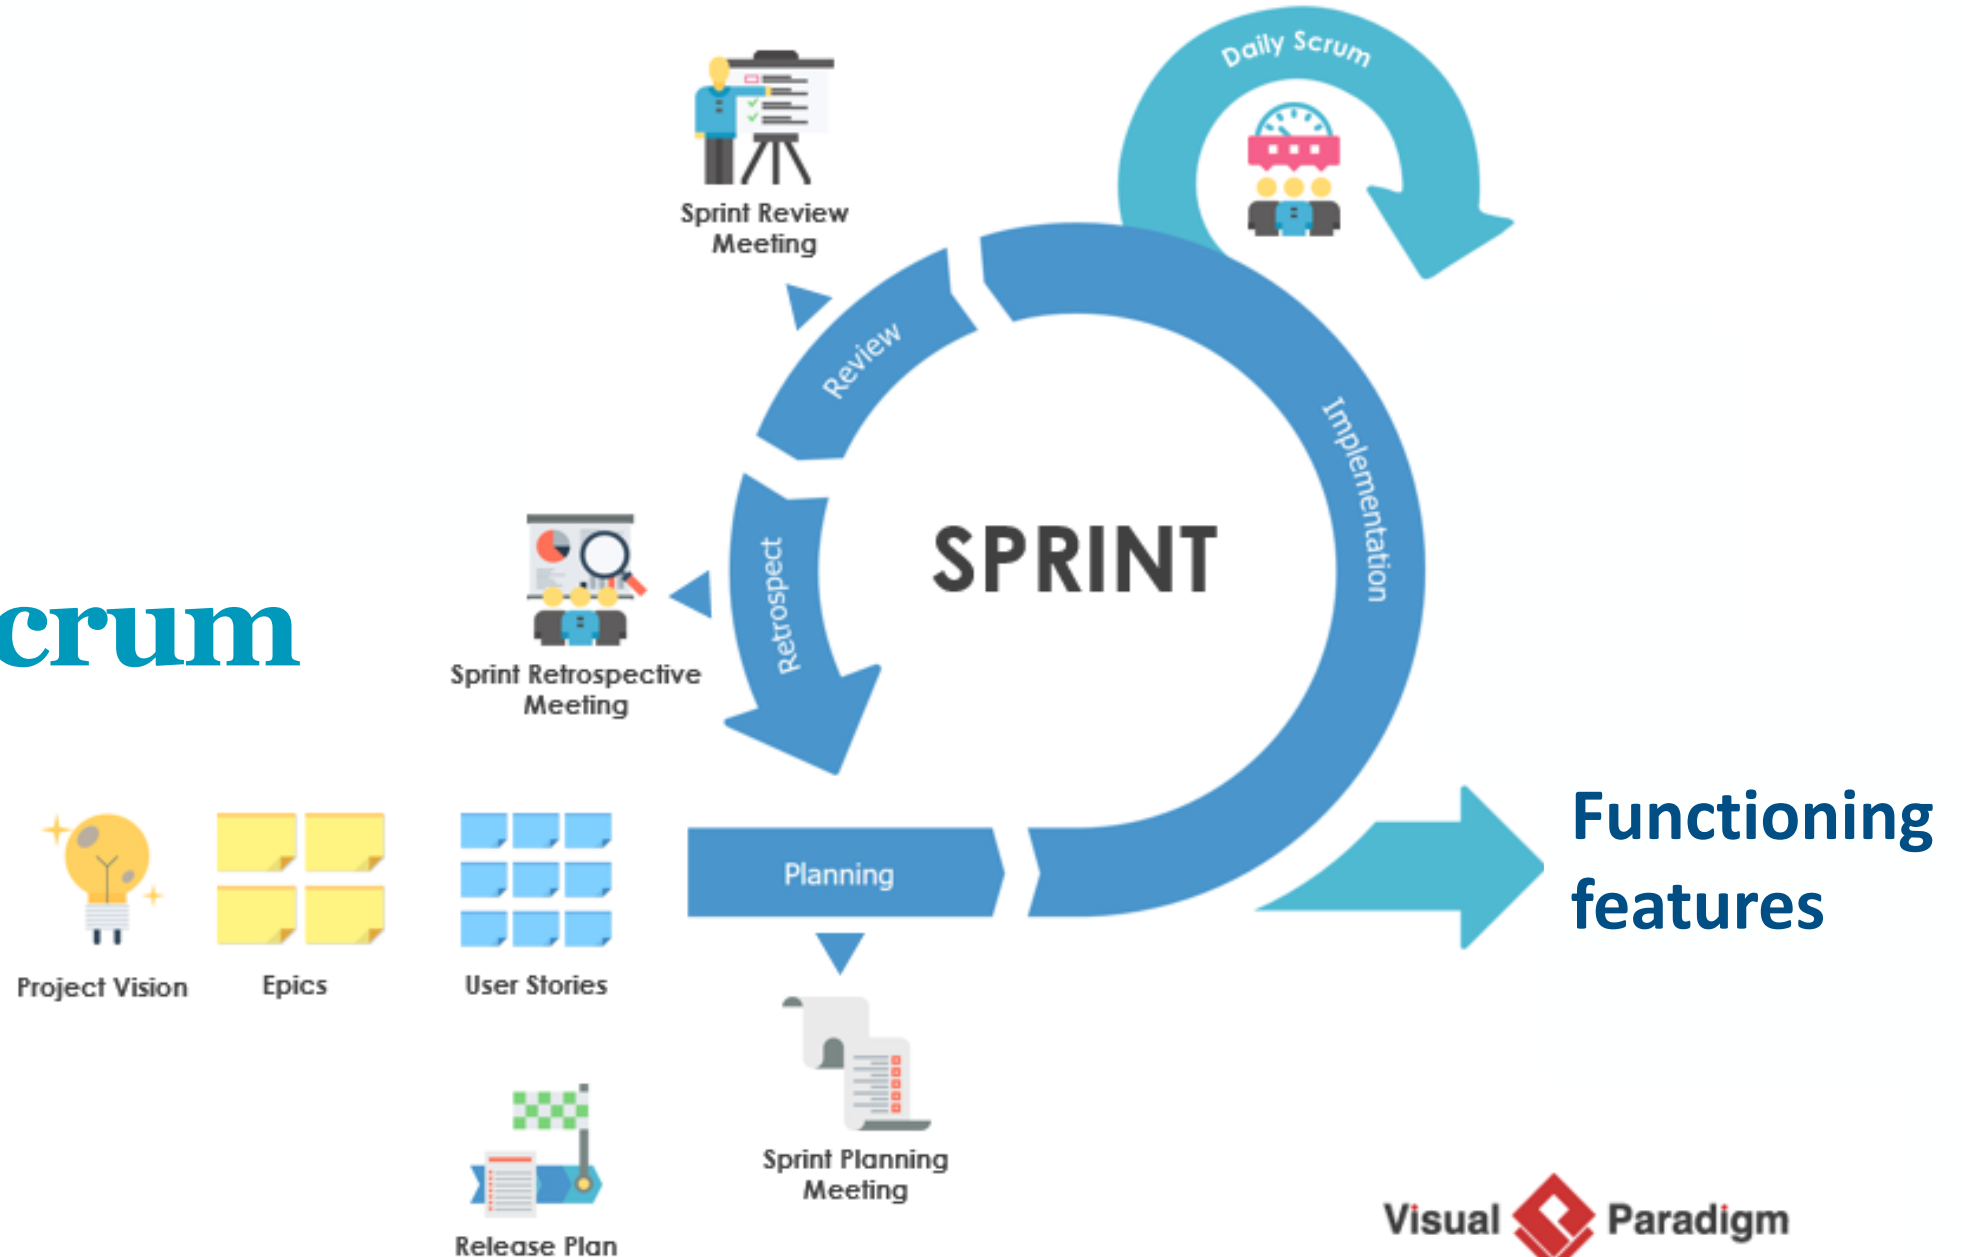 Daily Scrum
Sprint Review
Meeting
Review
Implementation
SPRINT
Retrospect
crum
Sprint Retrospective
Meeting
Functioning
features
Planning
Project Vision
Epics
User Stories
Sprint Planning
Meeting
Release Plan
Visual Paradigm